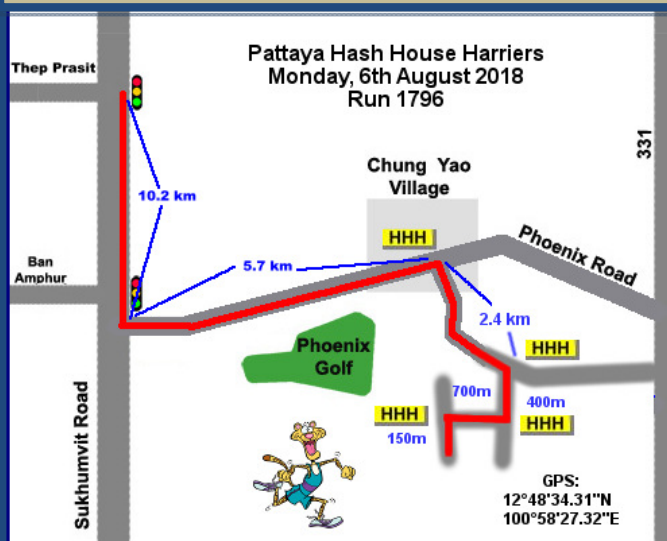 Pattaya Hash House Harriers
Monday, 6th August 2018
Run 1796
Thep Prasit
331
Chung Yao
Village
10.2 km
HHH
Phoenix Road
Ban
Amphur
5.7 km
2.4 km
HHH
Phoenix
Golf
700m
400m
HHH
HHH
150m
Sukhumvit Road
GPS:
12°48'34.31"N
100°58'27.32"E